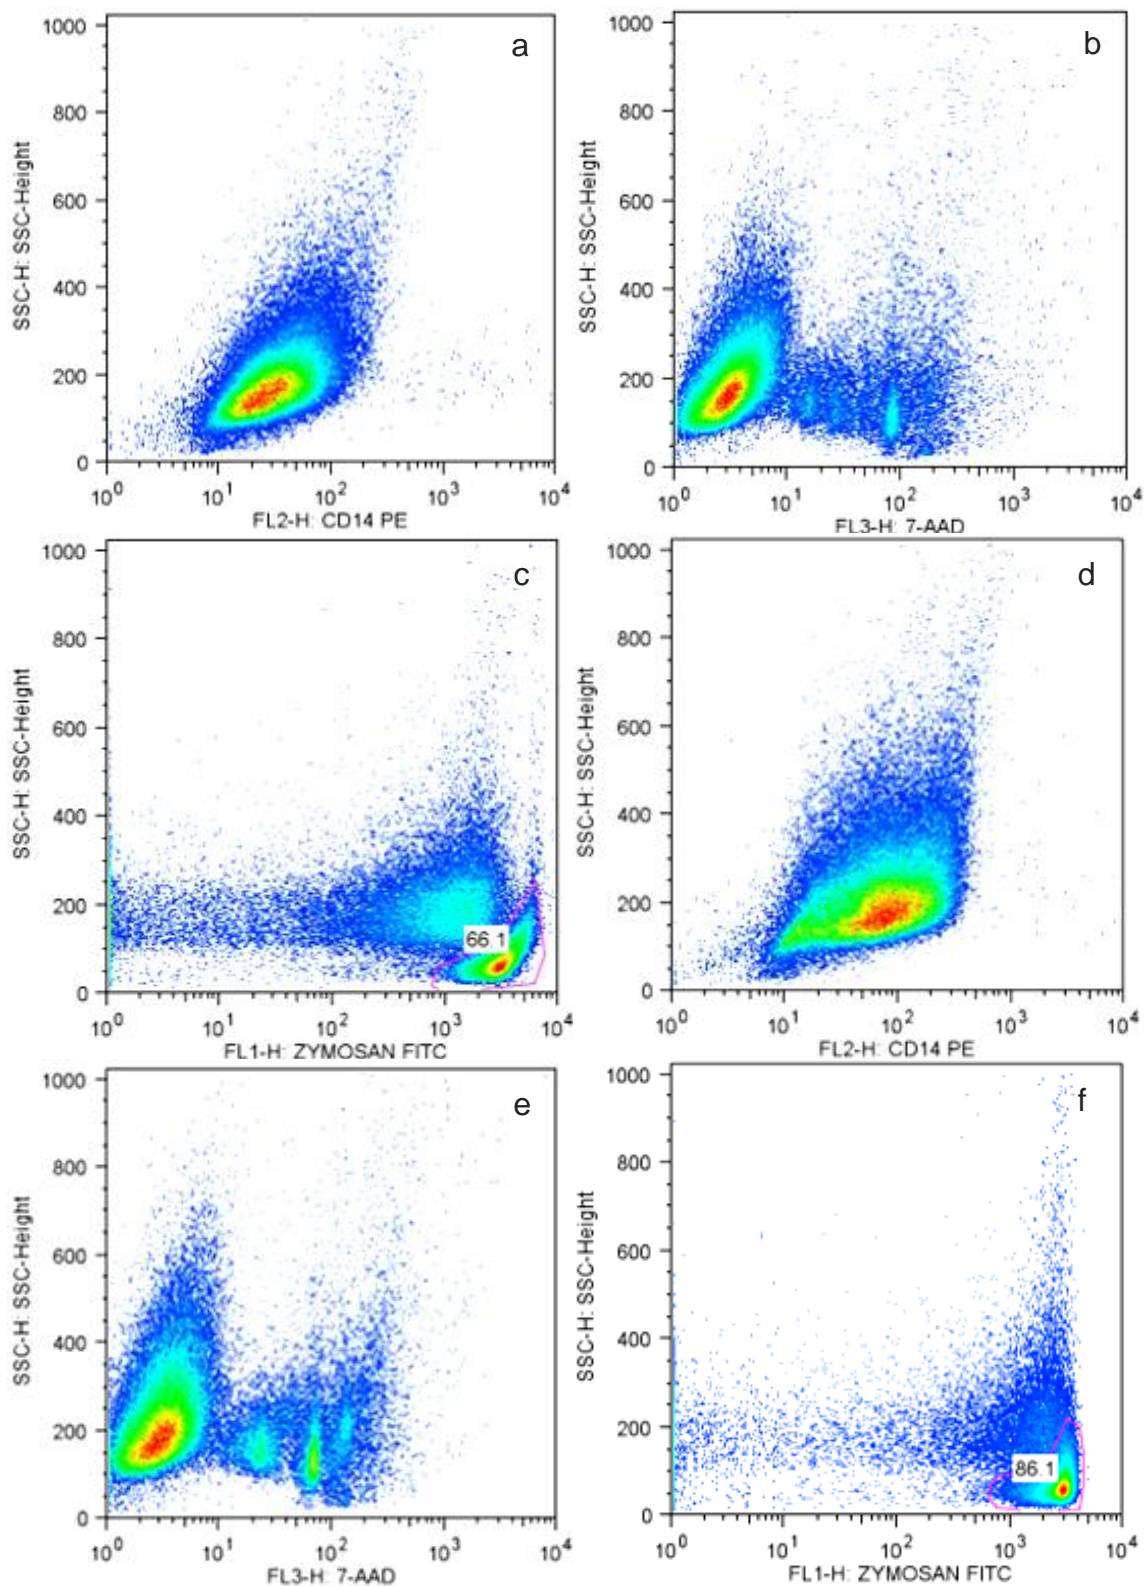 a
1000
800
600
400
200
0
SSC-H: SSC-Height
10^0 10^1 10^2 10^3 10^4
FL2-H: CD14 PE
b
1000
800
600
400
200
0
SSC-H: SSC-Height
10^0 10^1 10^2 10^3 10^4
FL3-H: 7-AAD
c
1000
800
600
400
200
0
SSC-H: SSC-Height
66.1
10^0 10^1 10^2 10^3 10^4
FL1-H: ZYMOSAN FITC
d
1000
800
600
400
200
0
SSC-H: SSC-Height
10^0 10^1 10^2 10^3 10^4
FL2-H: CD14 PE
e
1000
800
600
400
200
0
SSC-H: SSC-Height
10^0 10^1 10^2 10^3 10^4
FL3-H: 7-AAD
f
1000
800
600
400
200
0
SSC-H: SSC-Height
86.1
10^0 10^1 10^2 10^3 10^4
FL1-H: ZYMOSAN FITC